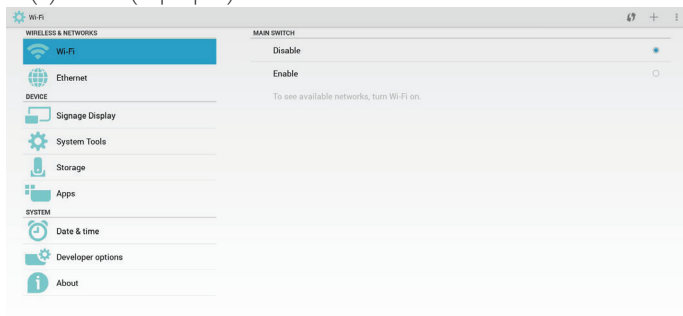 Wi-Fi
WIRELESS & NETWORKS
Wi-Fi
Ethernet
DEVICE
Signage Display
System Tools
Storage
Apps
SYSTEM
Date & time
Developer options
About
MAIN SWITCH
Disable
Enable
To see available networks, turn Wi-Fi on.